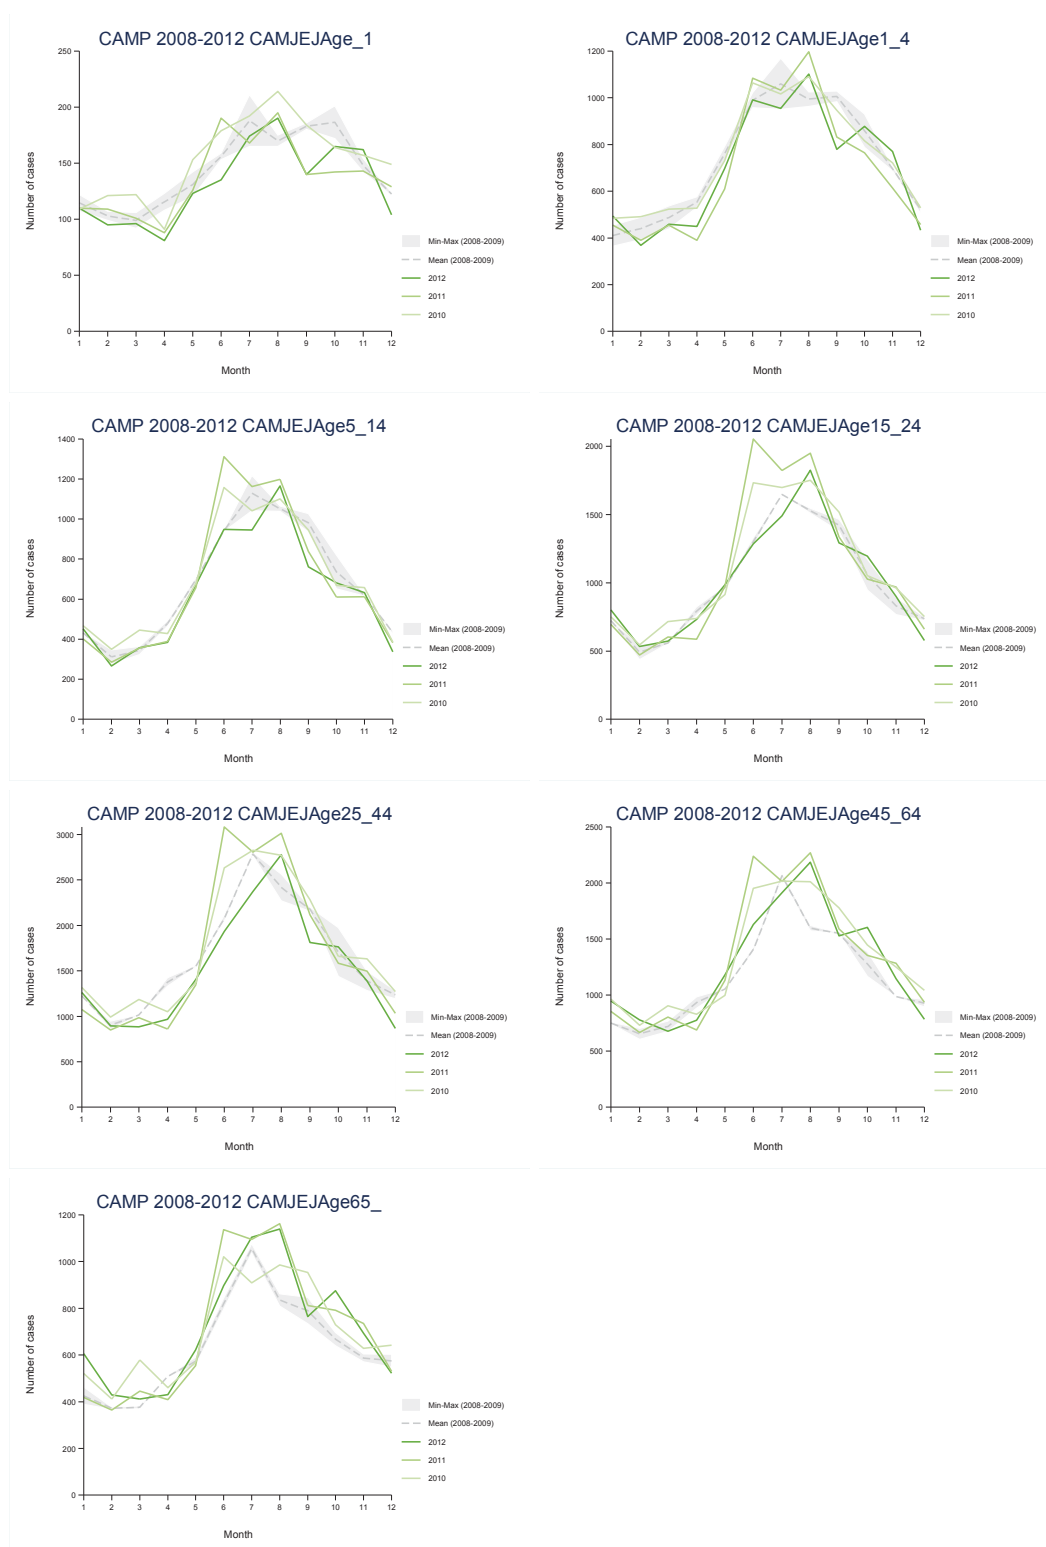 CAMP 2008-2012 CAMJEJAge_1
250
200
150
100
50
0
Number of cases
1 2 3 4 5 6 7 8 9 10 11 12
Month
Min-Max (2008-2009)
Mean (2008-2009)
2012
2011
2010
CAMP 2008-2012 CAMJEJAge1_4
1200
1000
800
600
400
200
0
Number of cases
1 2 3 4 5 6 7 8 9 10 11 12
Month
Min-Max (2008-2009)
Mean (2008-2009)
2012
2011
2010
CAMP 2008-2012 CAMJEJAge5_14
1400
1200
1000
800
600
400
200
0
Number of cases
1 2 3 4 5 6 7 8 9 10 11 12
Month
Min-Max (2008-2009)
Mean (2008-2009)
2012
2011
2010
CAMP 2008-2012 CAMJEJAge15_24
2000
1500
1000
500
0
Number of cases
1 2 3 4 5 6 7 8 9 10 11 12
Month
Min-Max (2008-2009)
Mean (2008-2009)
2012
2011
2010
CAMP 2008-2012 CAMJEJAge25_44
3000
2500
2000
1500
1000
500
0
Number of cases
1 2 3 4 5 6 7 8 9 10 11 12
Month
Min-Max (2008-2009)
Mean (2008-2009)
2012
2011
2010
CAMP 2008-2012 CAMJEJAge45_64
2500
2000
1500
1000
500
0
Number of cases
1 2 3 4 5 6 7 8 9 10 11 12
Month
Min-Max (2008-2009)
Mean (2008-2009)
2012
2011
2010
CAMP 2008-2012 CAMJEJAge65_
1200
1000
800
600
400
200
0
Number of cases
1 2 3 4 5 6 7 8 9 10 11 12
Month
Min-Max (2008-2009)
Mean (2008-2009)
2012
2011
2010